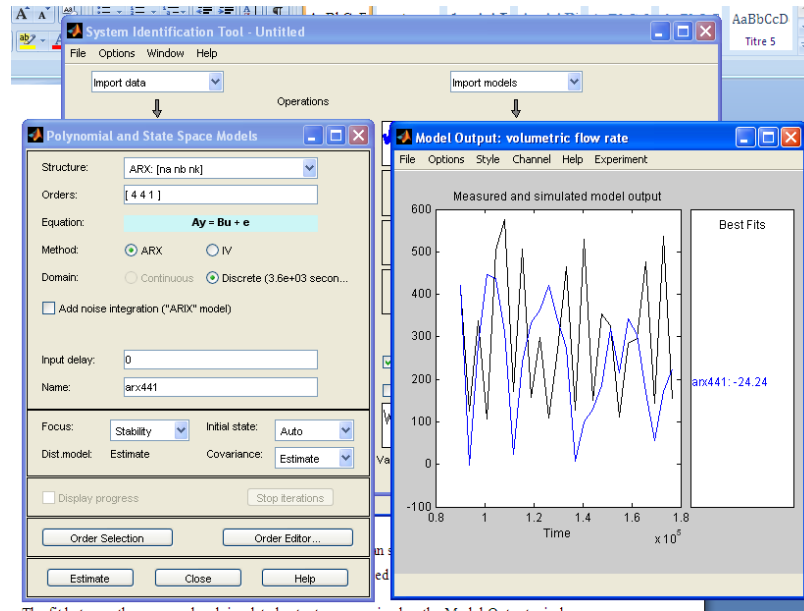 AaBbCcD
Titre 5
System Identification Tool - Untitled
File Options Window Help
Import data
Import models
Operations
Polynomial and State Space Models
Structure: ARX: [na nb nk]
Orders: [4 4 1]
Equation: Ay = Bu + e
Method: ARX IV
Domain: Continuous Discrete (3.6e+03 secon...
Add noise integration ("ARIX" model)
Input delay: 0
Name: arx441
Focus: Stability Initial state: Auto
Dist.model: Estimate Covariance: Estimate
Display progress Stop iterations
Order Selection Order Editor...
Estimate Close Help
Model Output: volumetric flow rate
File Options Style Channel Help Experiment
Measured and simulated model output
Best Fits
arx441: -24.24
600
500
400
300
200
100
0
-100
0.8 1 1.2 1.4 1.6 1.8
Time
x 10^5
Va